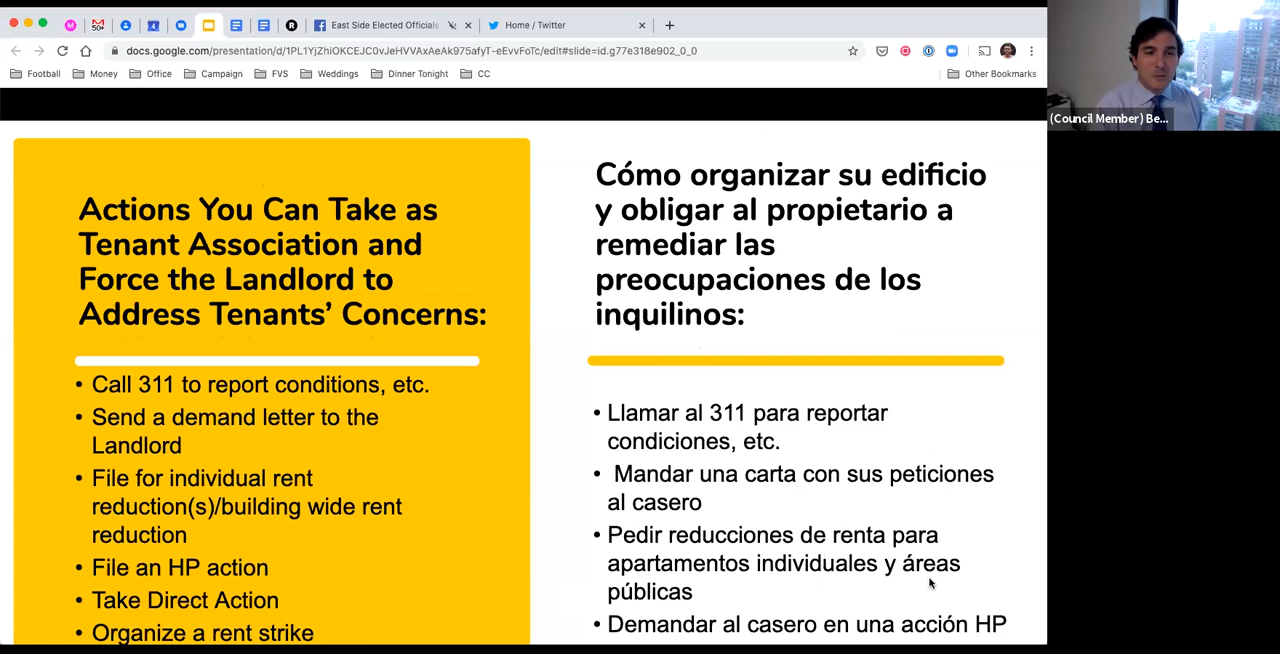 50+
4
R
East Side Elected Officials
Home / Twitter
docs.google.com/presentation/d/1PL1YjZhiOKCEJC0vJeHVVAxAeAk975afyT-eEvvFoTc/edit#slide=id.g77e318e902_0_0
Football
Money
Office
Campaign
FVS
Weddings
Dinner Tonight
CC
Other Bookmarks
(Council Member) Be...
Actions You Can Take as
Tenant Association and
Force the Landlord to
Address Tenants’ Concerns:
• Call 311 to report conditions, etc.
• Send a demand letter to the
Landlord
• File for individual rent
reduction(s)/building wide rent
reduction
• File an HP action
• Take Direct Action
• Organize a rent strike
Cómo organizar su edificio
y obligar al propietario a
remediar las
preocupaciones de los
inquilinos:
• Llamar al 311 para reportar
condiciones, etc.
• Mandar una carta con sus peticiones
al casero
• Pedir reducciones de renta para
apartamentos individuales y áreas
públicas
• Demandar al casero en una acción HP